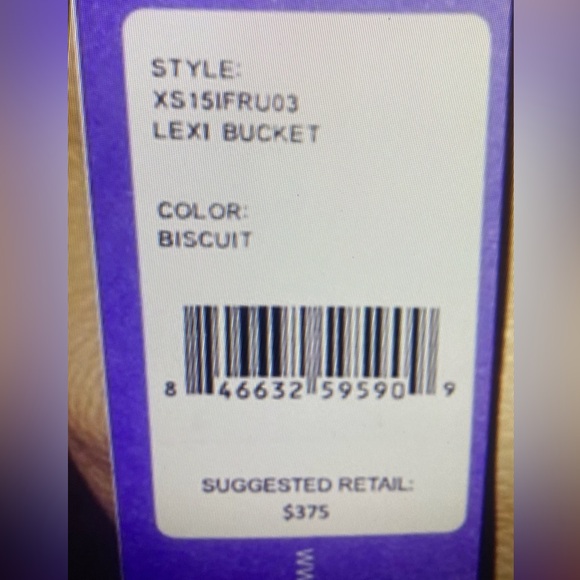 STYLE:
XS15IFRU03
LEXI BUCKET
COLOR:
BISCUIT
8 46632 59590 9
SUGGESTED RETAIL:
$375